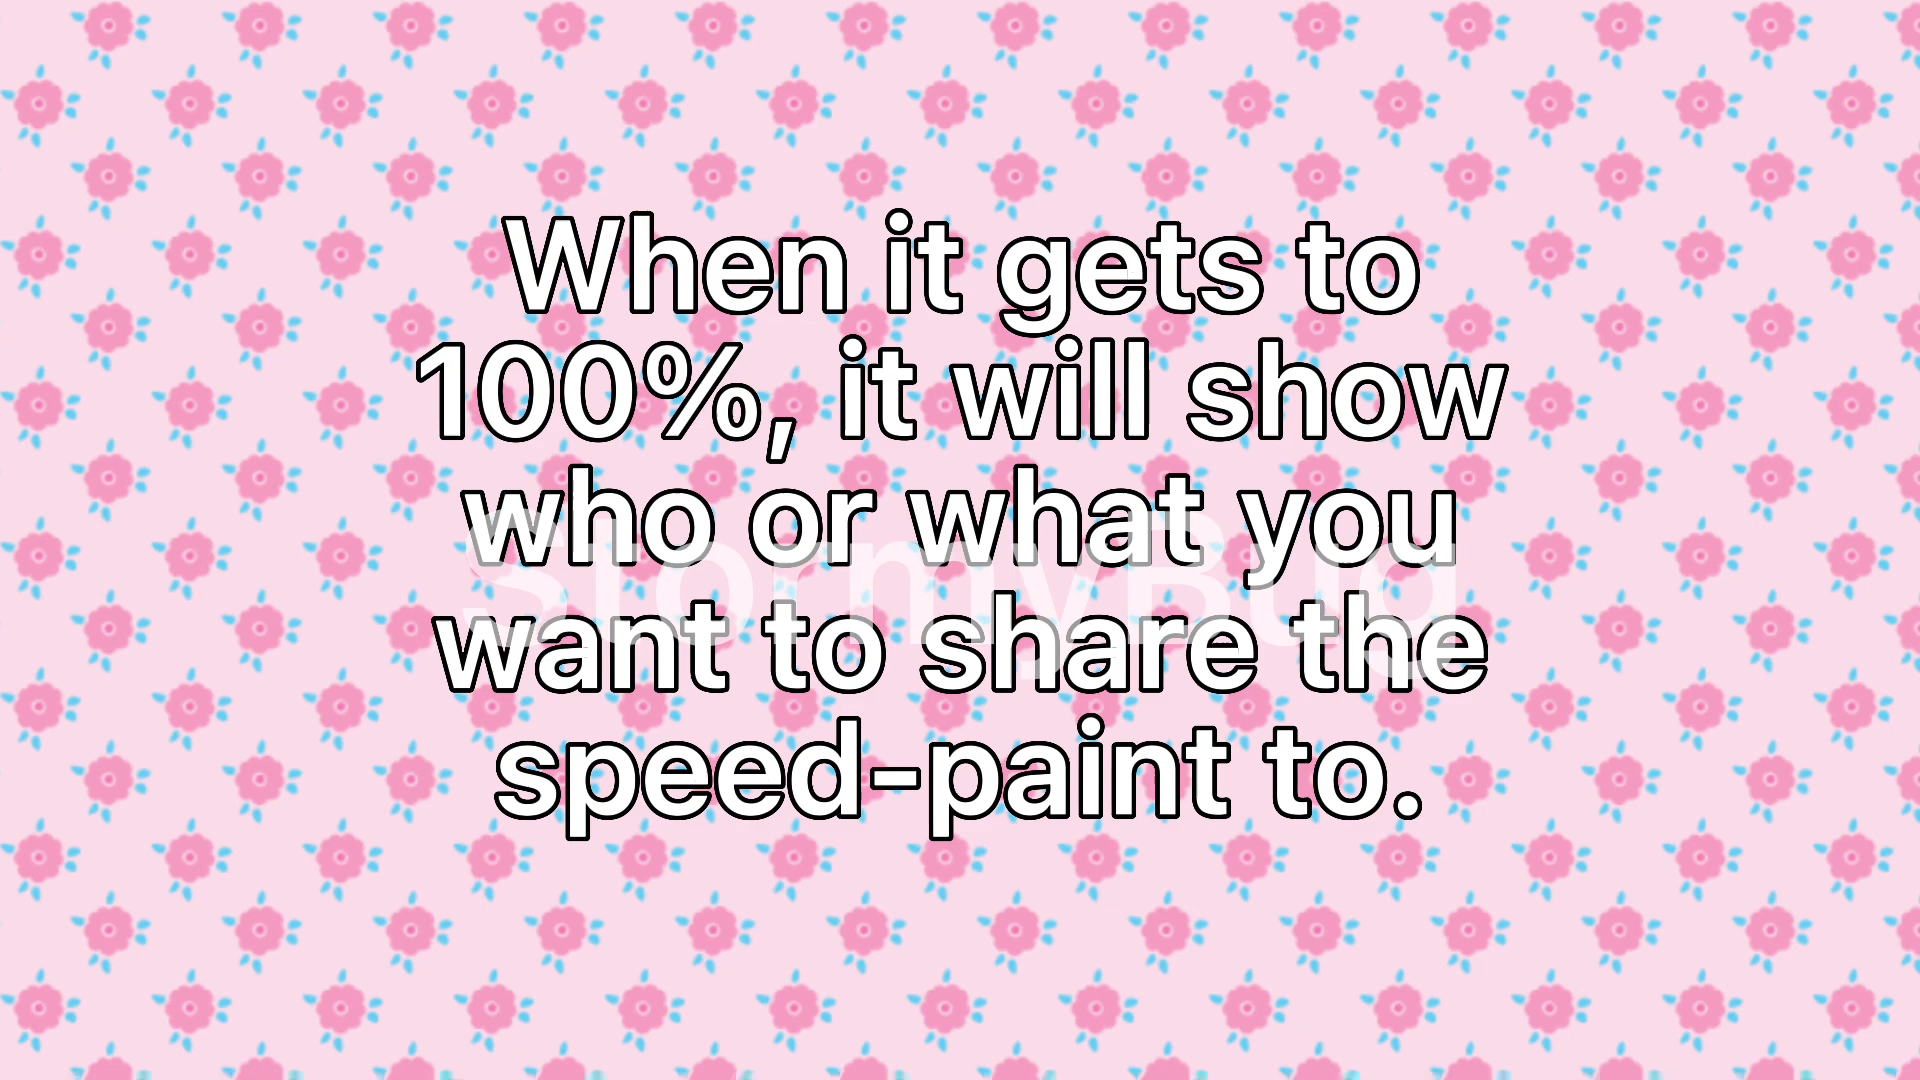 When it gets to
100%, it will show
who or what you
StormyBug
want to share the
speed-paint to.